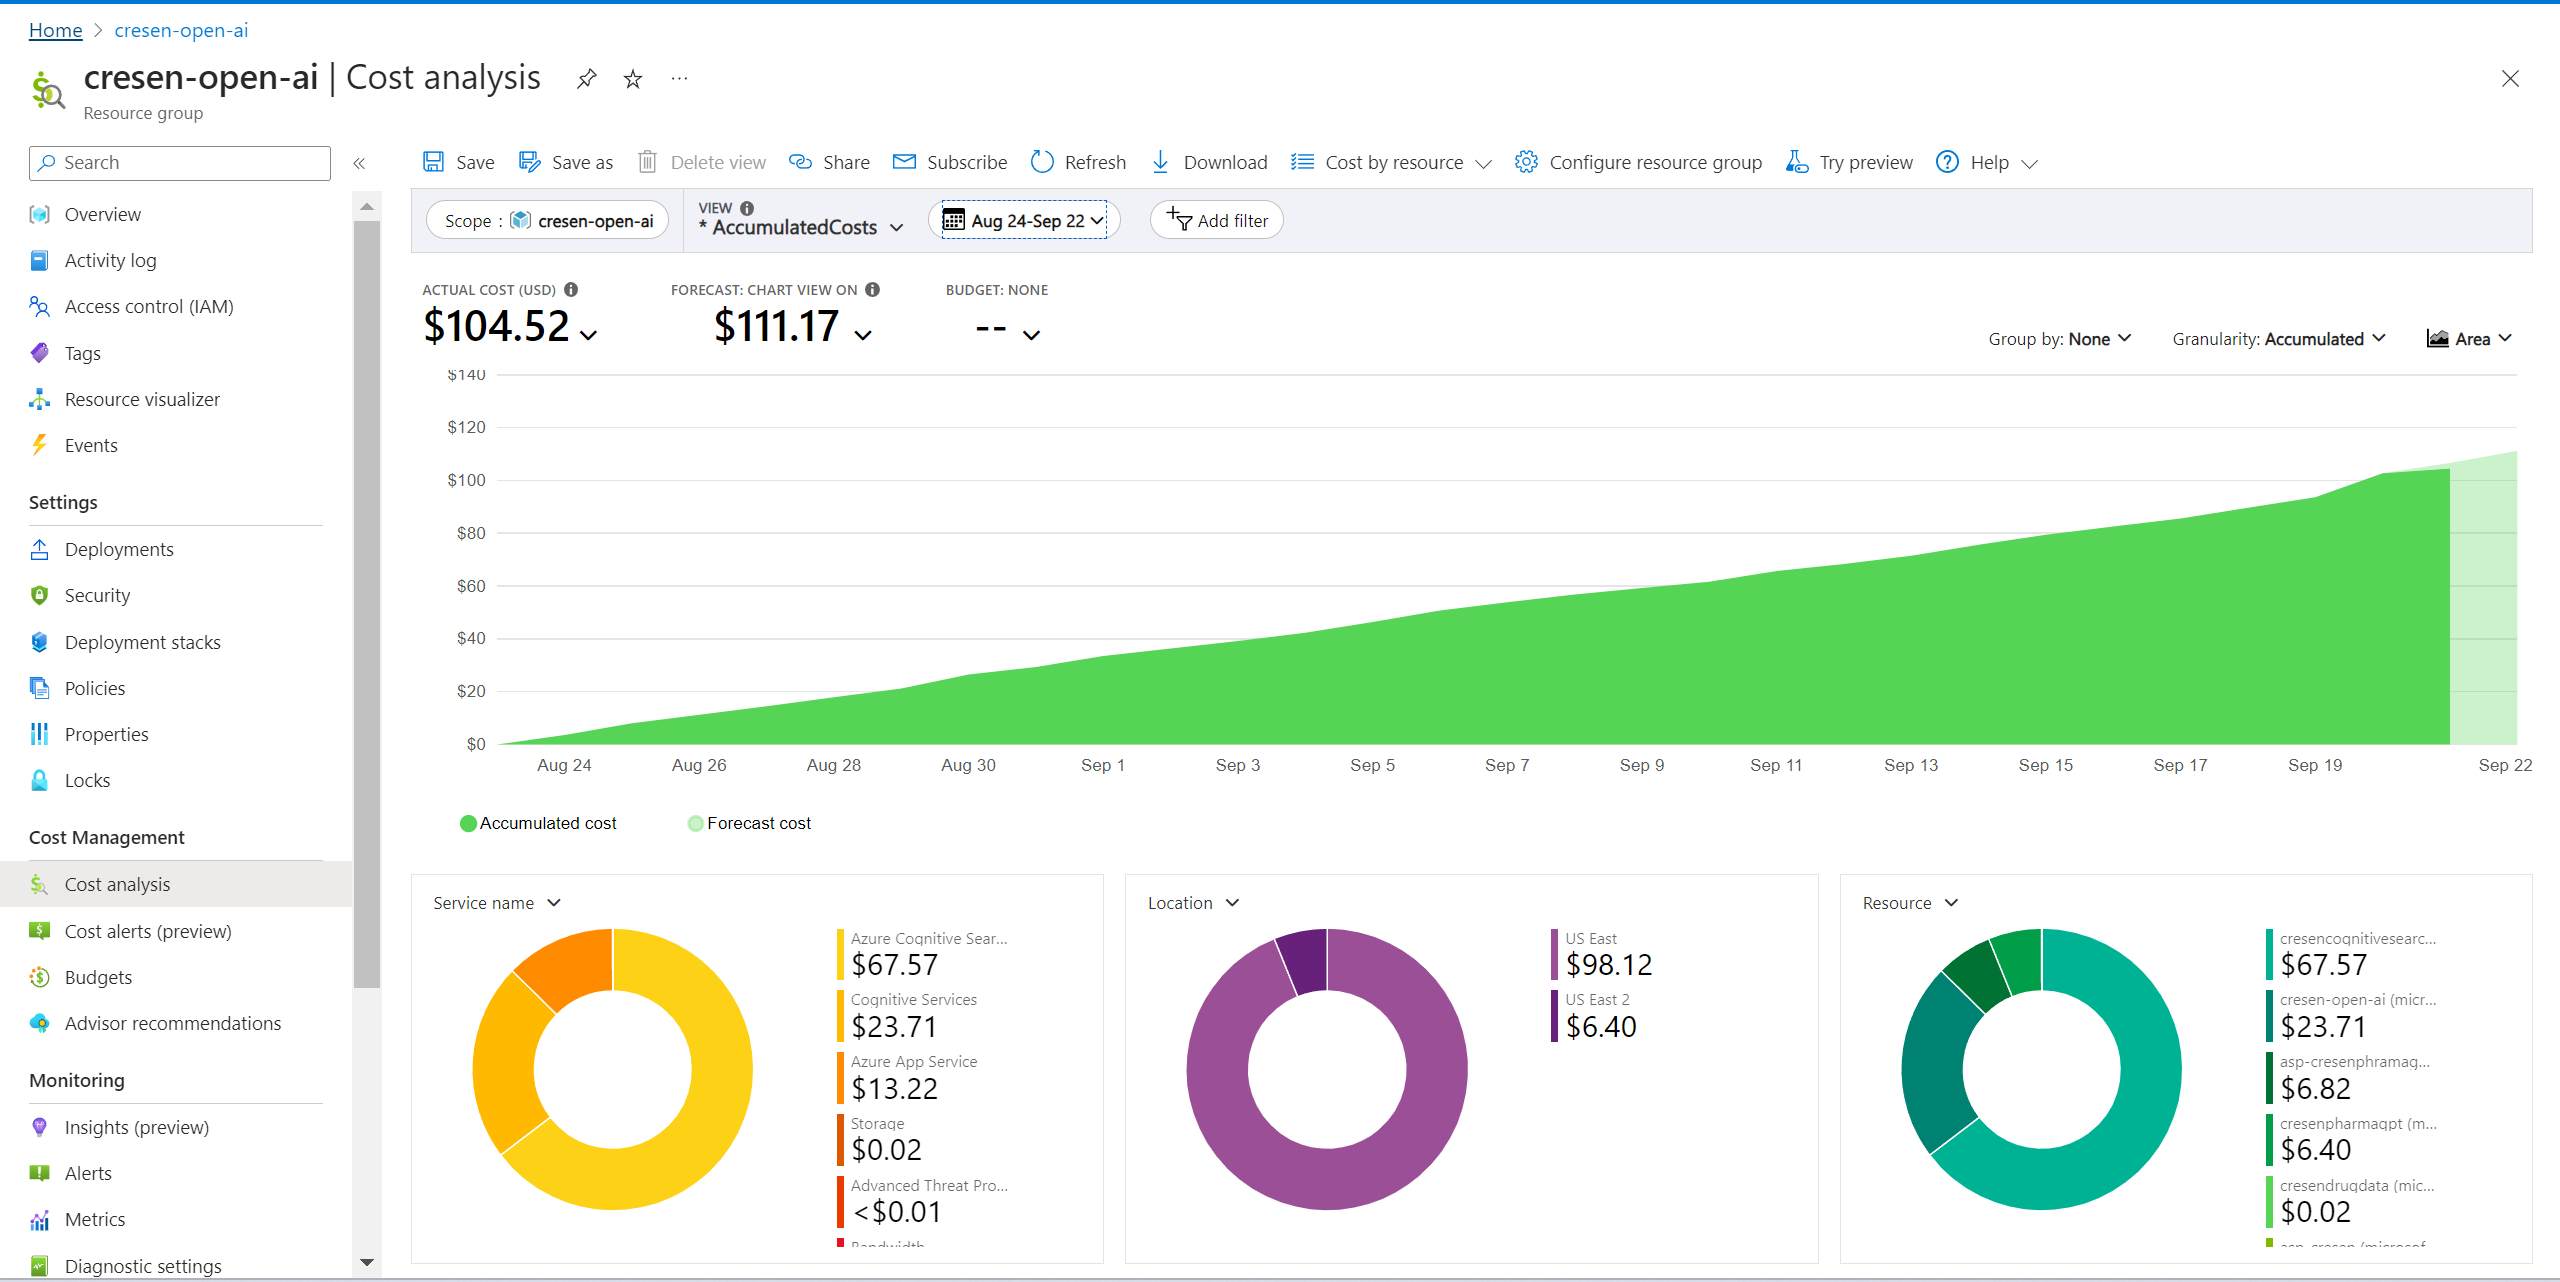 Home > cresen-open-ai
cresen-open-ai | Cost analysis ...
Resource group
Search «
Overview
Activity log
Access control (IAM)
Tags
Resource visualizer
Events
Settings
Deployments
Security
Deployment stacks
Policies
Properties
Locks
Cost Management
Cost analysis
Cost alerts (preview)
Budgets
Advisor recommendations
Monitoring
Insights (preview)
Alerts
Metrics
Diagnostic settings
Save Save as Delete view Share Subscribe Refresh Download Cost by resource Configure resource group Try preview Help
Scope : cresen-open-ai
VIEW
* AccumulatedCosts
Aug 24-Sep 22
Add filter
ACTUAL COST (USD)
$104.52
FORECAST: CHART VIEW ON
$111.17
BUDGET: NONE
--
Group by: None
Granularity: Accumulated
Area
$140
$120
$100
$80
$60
$40
$20
$0
Aug 24 Aug 26 Aug 28 Aug 30 Sep 1 Sep 3 Sep 5 Sep 7 Sep 9 Sep 11 Sep 13 Sep 15 Sep 17 Sep 19 Sep 22
Accumulated cost Forecast cost
Service name
Azure Cognitive Sear...
$67.57
Cognitive Services
$23.71
Azure App Service
$13.22
Storage
$0.02
Advanced Threat Pro...
<$0.01
Bandwidth
Location
US East
$98.12
US East 2
$6.40
Resource
cresencognitivesearc...
$67.57
cresen-open-ai (micr...
$23.71
asp-cresenphramag...
$6.82
cresenpharmagpt (m...
$6.40
cresendrugdata (mic...
$0.02
asp-cresen (microsof...